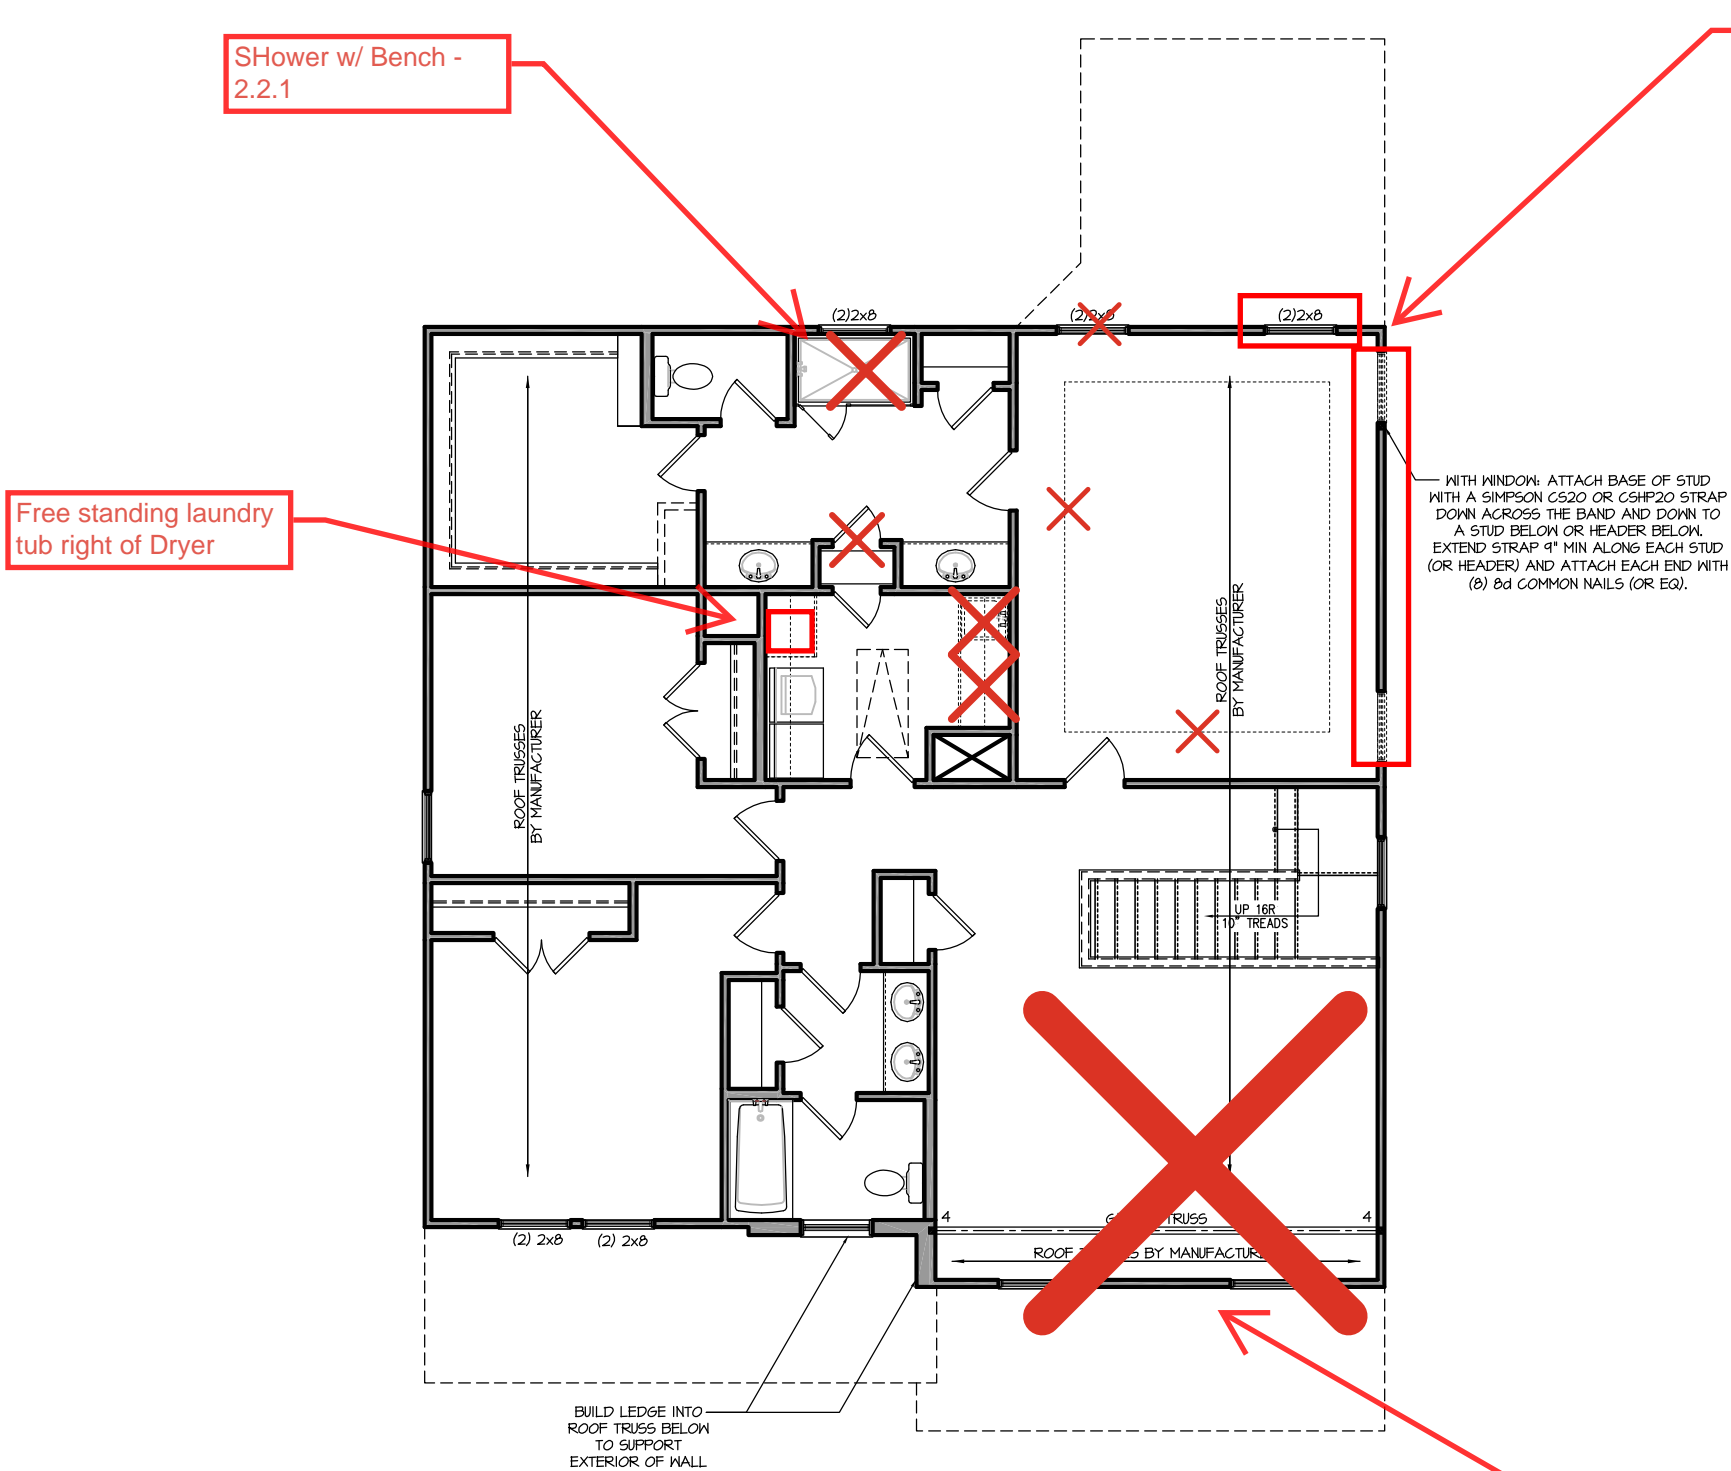 SHower w/ Bench -
2.2.1
(2)2x8
(2)2x8
(2)2x8
WITH WINDOW: ATTACH BASE OF STUD
WITH A SIMPSON CS20 OR CSHP20 STRAP
DOWN ACROSS THE BAND AND DOWN TO
A STUD BELOW OR HEADER BELOW.
EXTEND STRAP 9" MIN ALONG EACH STUD
(OR HEADER) AND ATTACH EACH END WITH
(8) 8d COMMON NAILS (OR EQ).
Free standing laundry
tub right of Dryer
ROOF TRUSSES
BY MANUFACTURER
ROOF TRUSSES
BY MANUFACTURER
UP 16R
10" TREADS
4
TRUSS
4
ROOF BY
(2) 2x8
(2) 2x8
BUILD LEDGE INTO
ROOF TRUSS BELOW
TO SUPPORT
EXTERIOR OF WALL